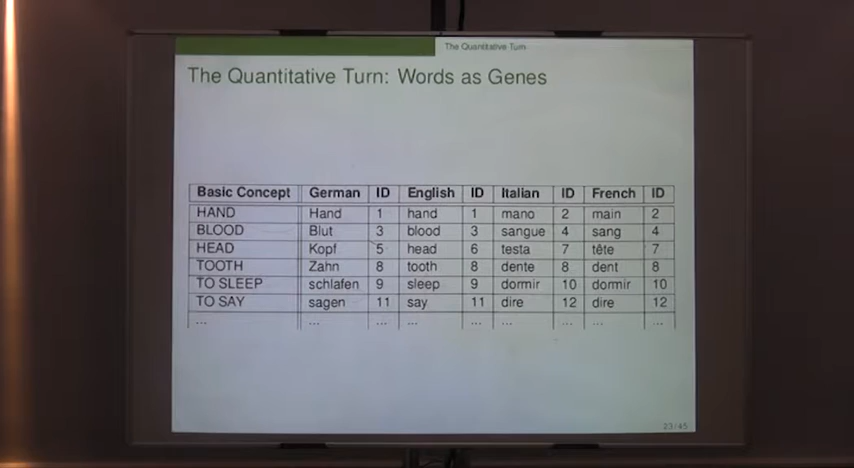 The Quantitative Turn
The Quantitative Turn: Words as Genes
Basic Concept German ID English ID Italian ID French ID
HAND Hand 1 hand 1 mano 2 main 2
BLOOD Blut 3 blood 3 sangue 4 sang 4
HEAD Kopf 5 head 6 testa 7 tête 7
TOOTH Zahn 8 tooth 8 dente 8 dent 8
TO SLEEP schlafen 9 sleep 9 dormir 10 dormir 10
TO SAY sagen 11 say 11 dire 12 dire 12
... ... ... ... ... ... ... ... ...
23/45